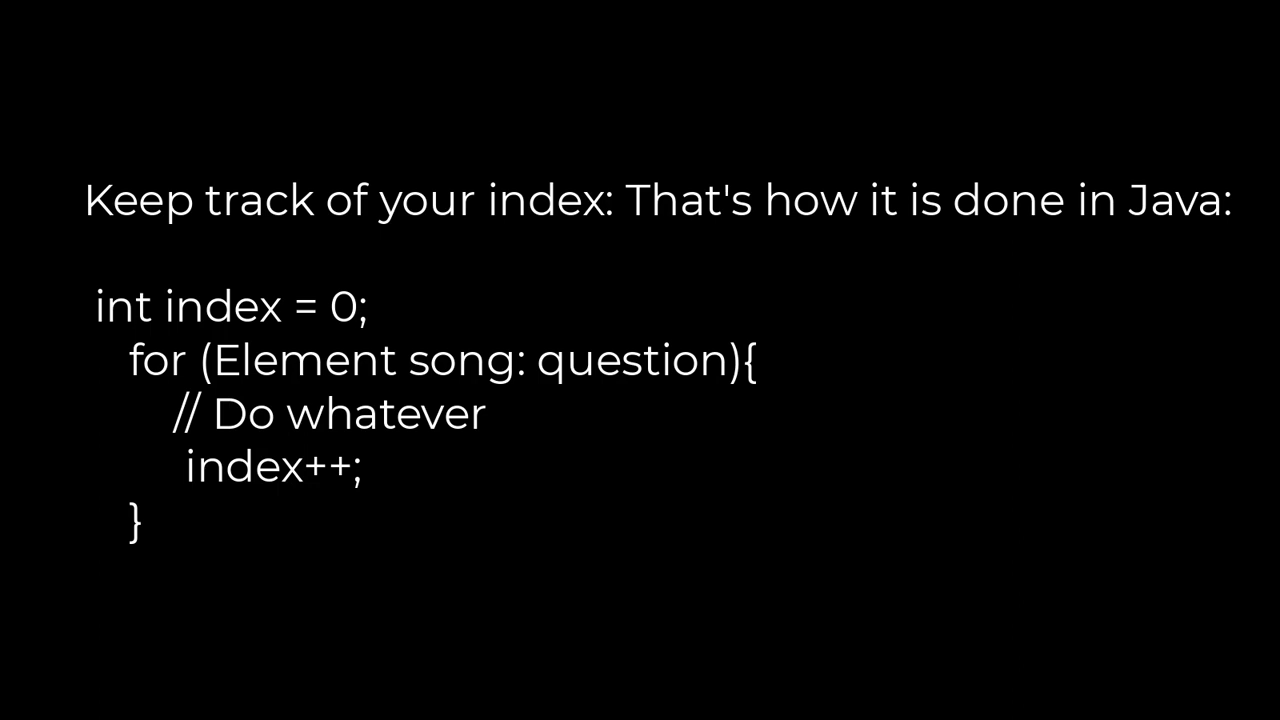 Keep track of your index: That's how it is done in Java:
int index = 0;
for (Element song: question){
// Do whatever
index++;
}